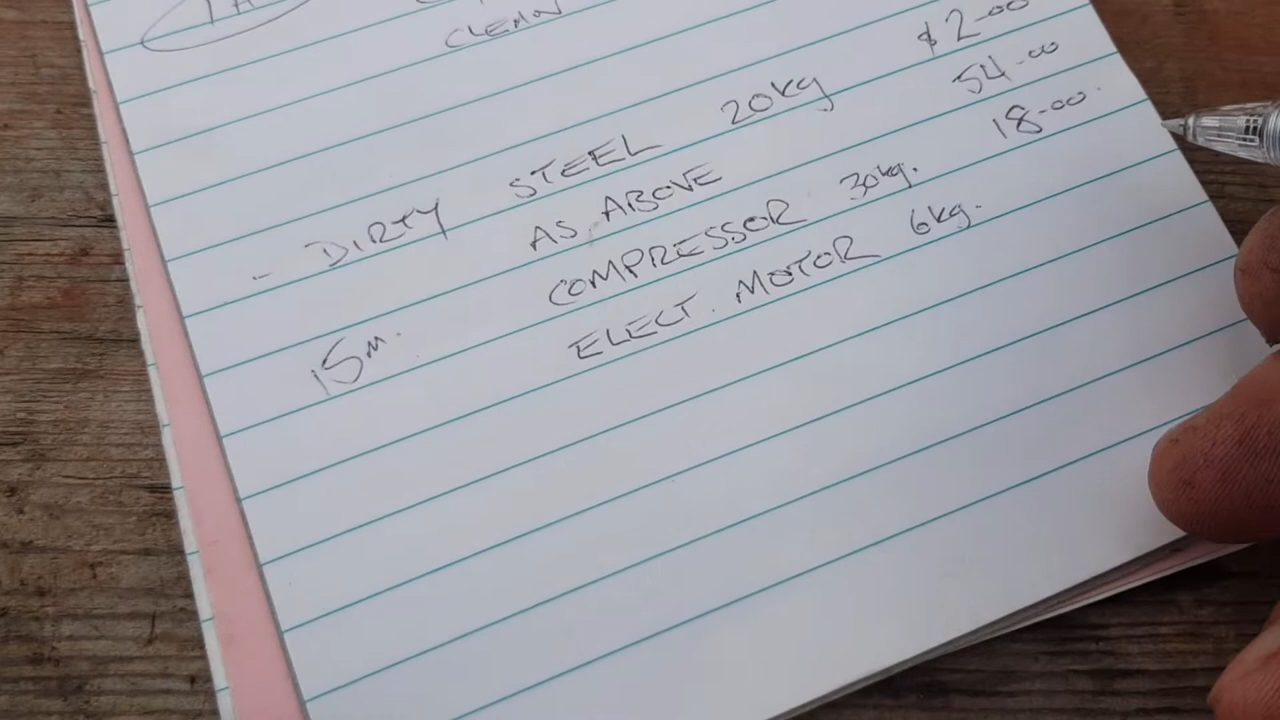 CLEAN
- DIRTY STEEL 20kg $2-00
AS ABOVE 54-00
15m. COMPRESSOR 30kg. 18-00.
ELECT. MOTOR 6kg.